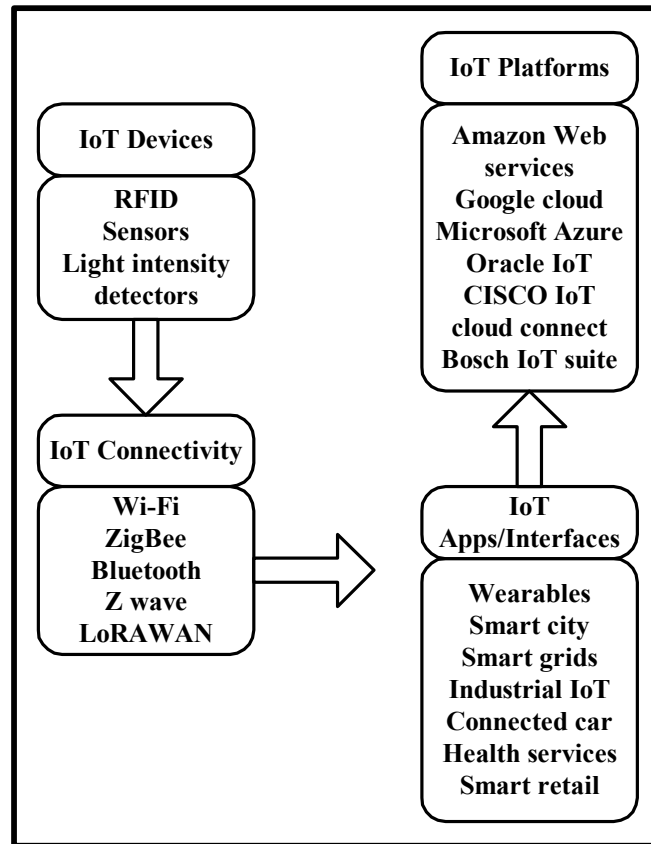 IoT Devices
RFID
Sensors
Light intensity
detectors
IoT Connectivity
Wi-Fi
ZigBee
Bluetooth
Z wave
LoRAWAN
IoT Platforms
Amazon Web
services
Google cloud
Microsoft Azure
Oracle IoT
CISCO IoT
cloud connect
Bosch IoT suite
IoT
Apps/Interfaces
Wearables
Smart city
Smart grids
Industrial IoT
Connected car
Health services
Smart retail